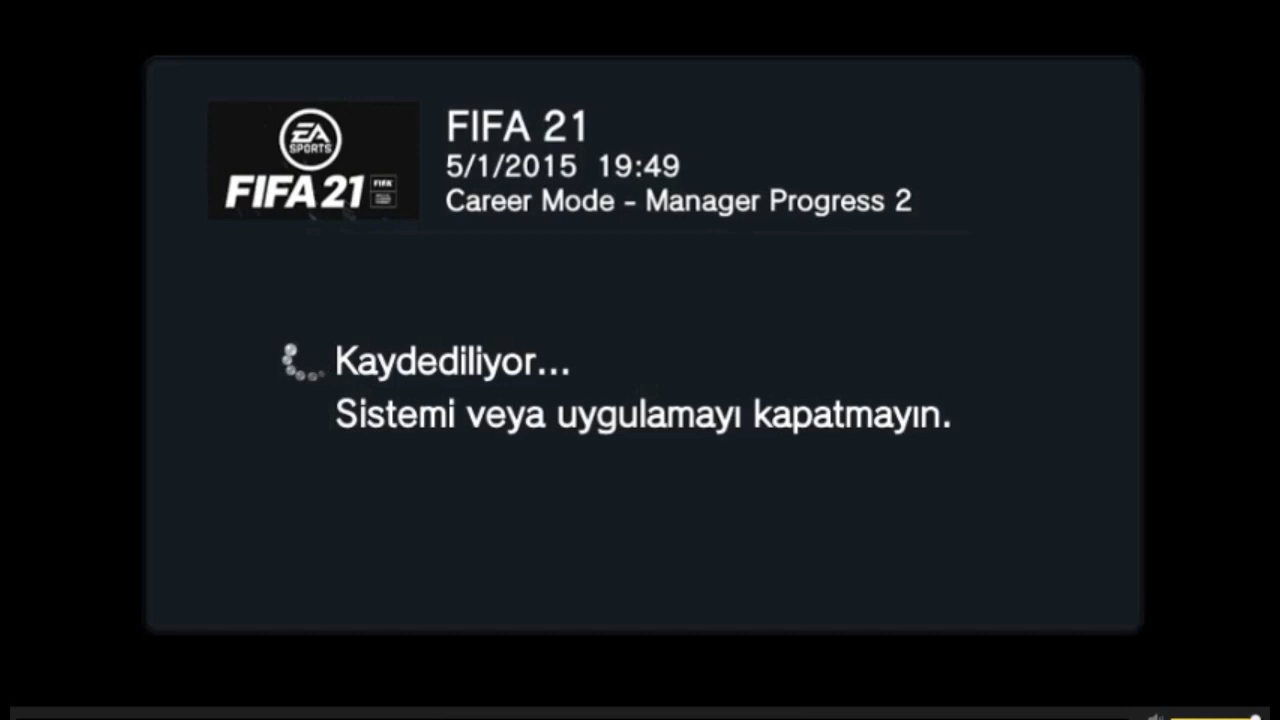 EA
SPORTS
FIFA 21
FIFA
FIFA 21
5/1/2015 19:49
Career Mode - Manager Progress 2
Kaydediliyor...
Sistemi veya uygulamayı kapatmayın.